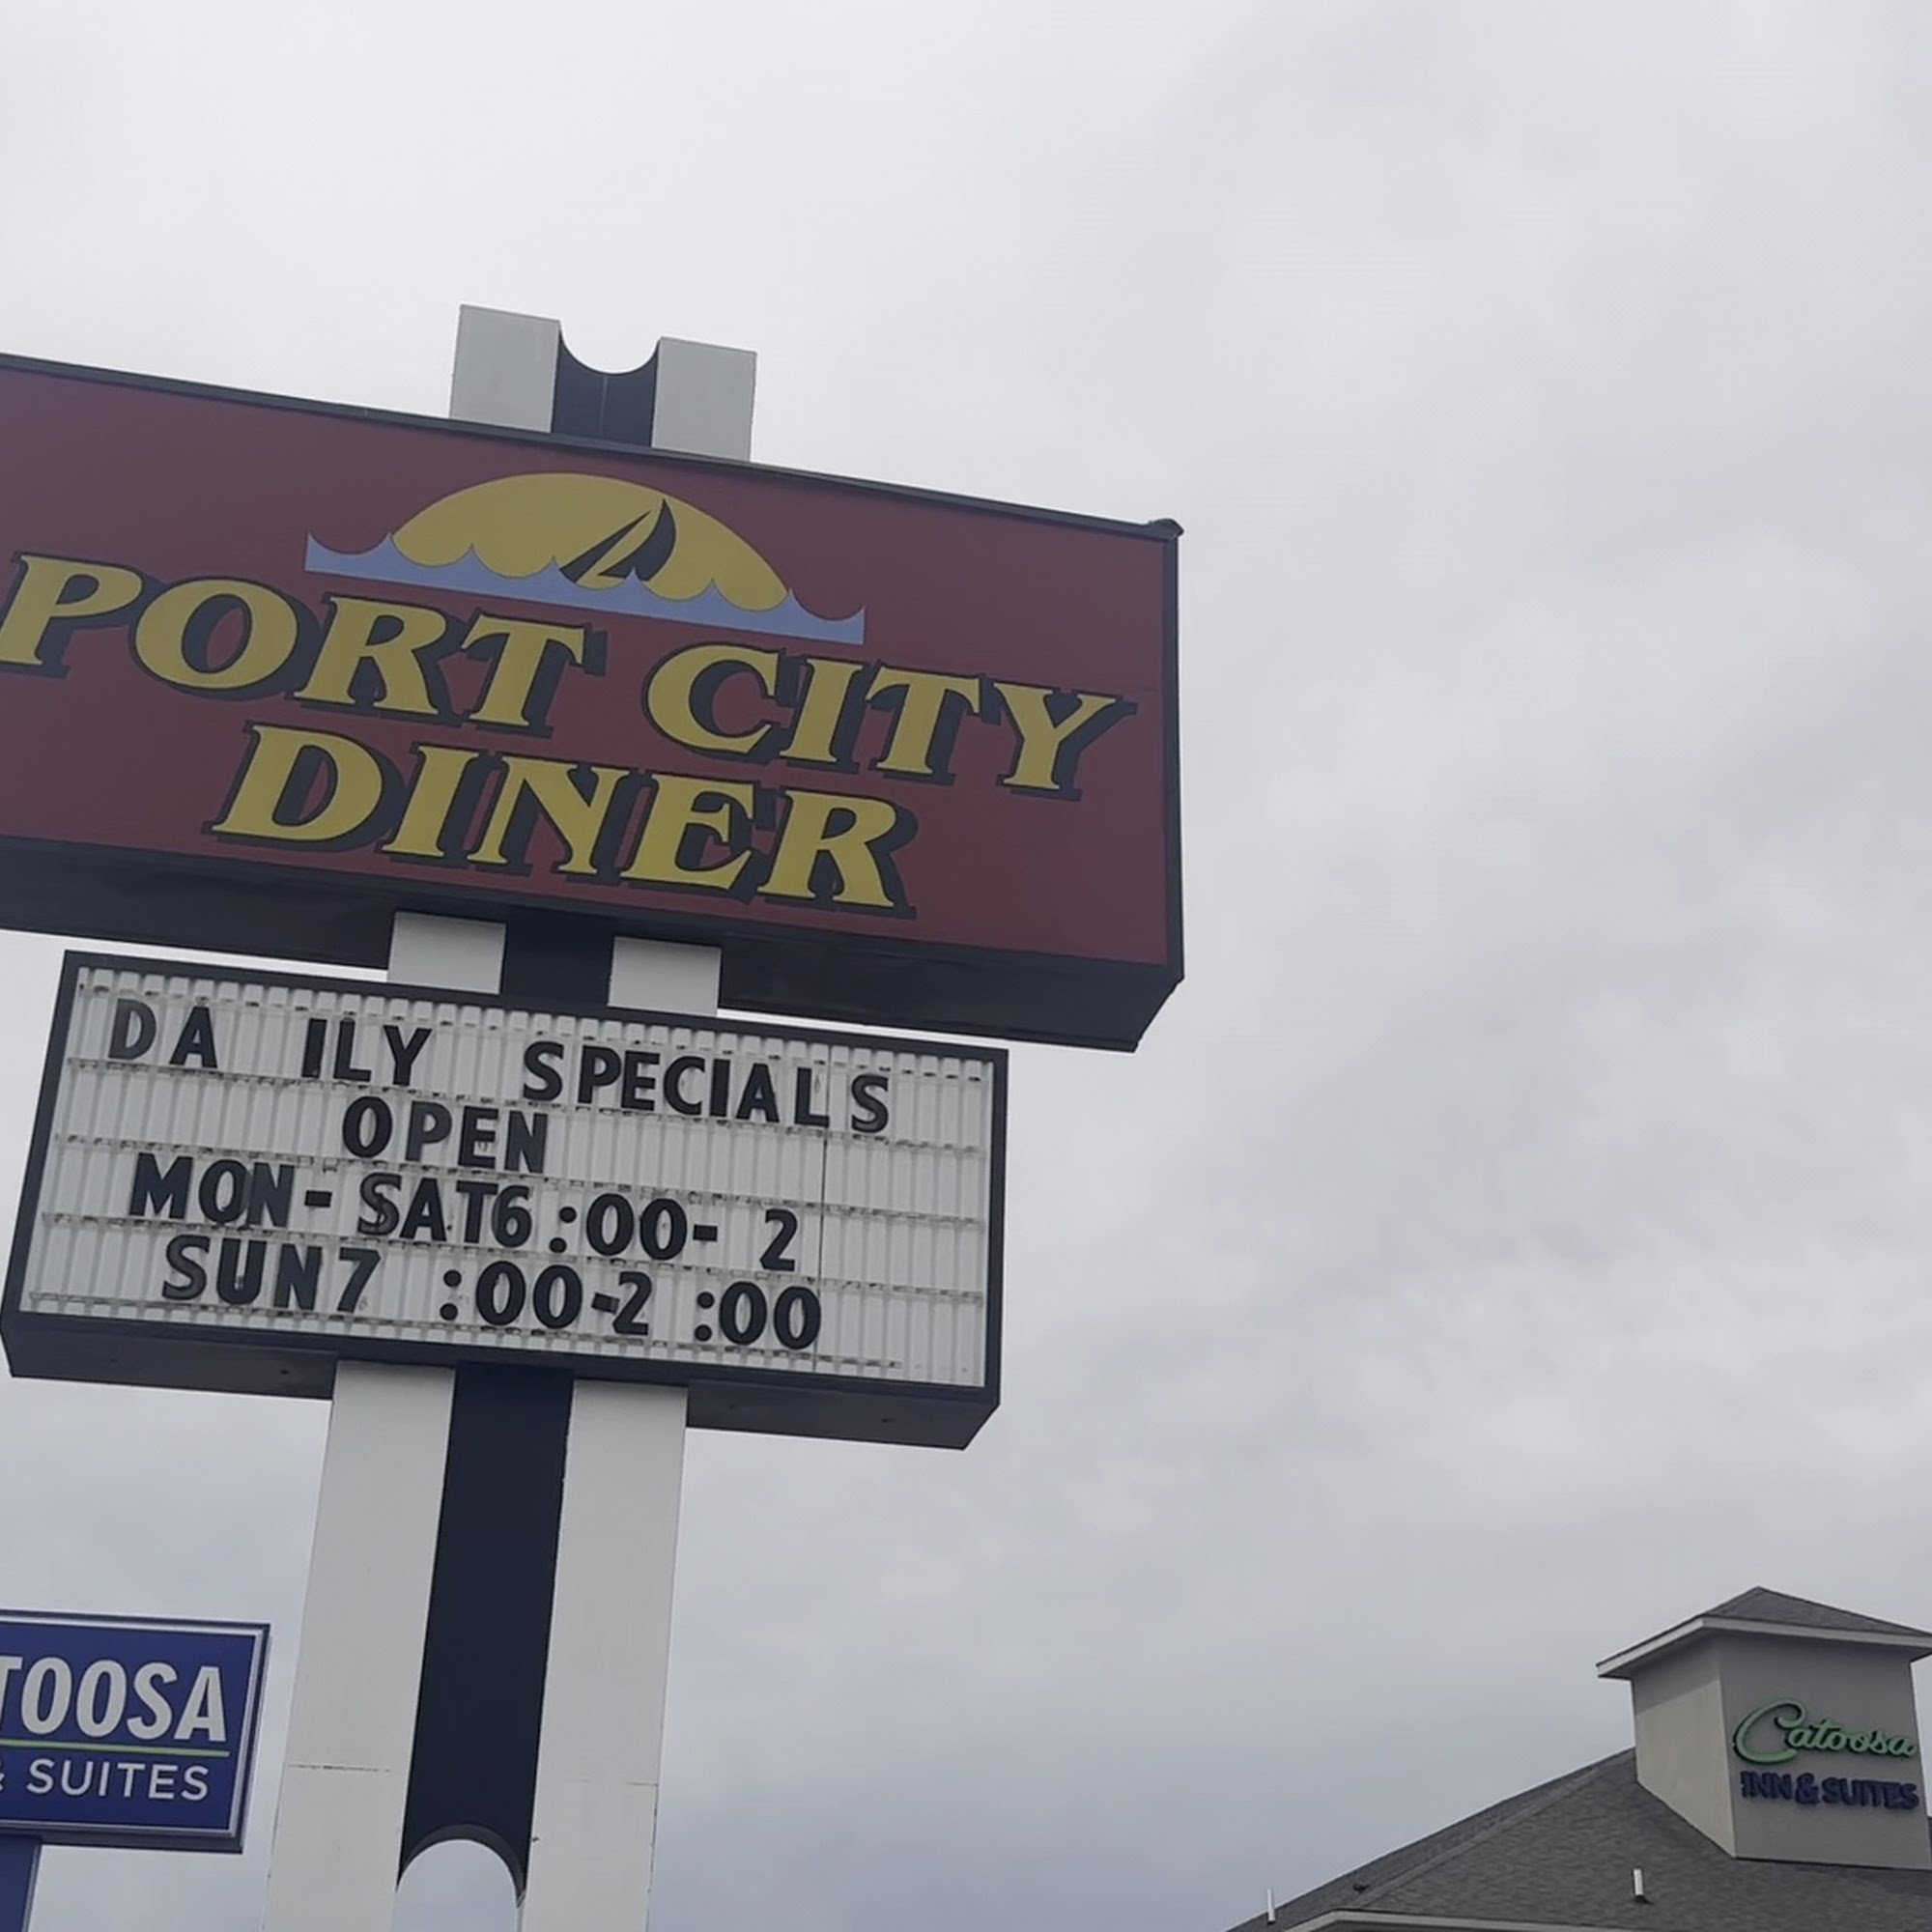 PORT CITY
DINER
DA ILY SPECIALS
OPEN
MON-SAT6:00- 2
SUN7 :00-2 :00
TOOSA
& SUITES
Catoosa
INN & SUITES